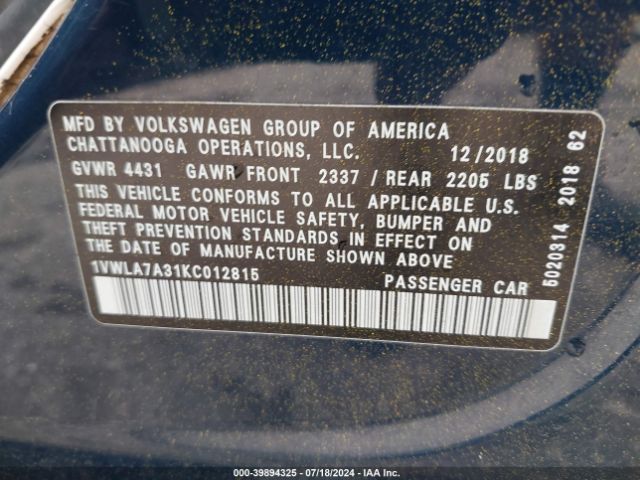 MFD BY VOLKSWAGEN GROUP OF AMERICA
CHATTANOOGA OPERATIONS, LLC. 12/2018
GVWR 4431 GAWR FRONT 2337 / REAR 2205 LBS
THIS VEHICLE CONFORMS TO ALL APPLICABLE U.S.
FEDERAL MOTOR VEHICLE SAFETY, BUMPER AND
THEFT PREVENTION STANDARDS IN EFFECT ON
THE DATE OF MANUFACTURE SHOWN ABOVE
1VWLA7A31KC012815 PASSENGER CAR
5020314 2018 62
000-39894325 - 07/18/2024 - IAA Inc.